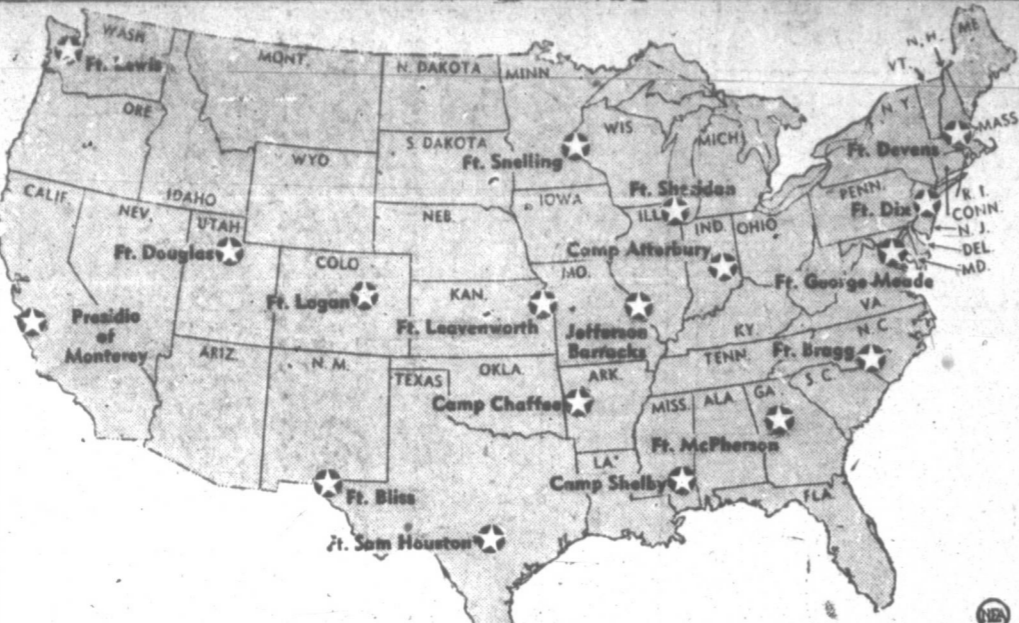 WASH
Ft. Lewis
MONT.
N. DAKOTA
MINN
N. H.
ME
VT.
ORE
S. DAKOTA
WIS
MICH
N. Y.
MASS
Ft. Snelling
Ft. Devens
WYO
IDAHO
CALIF.
NEV.
UTAH
NEB.
IOWA
Ft. Sheridan
ILL
IND.
OHIO
PENN.
Ft. Dix
R. I.
CONN.
N. J.
DEL
MD.
Ft. Douglas
COLO
Camp Atterbury
Ft. Logan
KAN.
MO.
Ft. George Meade
Presidio
of
Monterey
Ft. Leavenworth
Jefferson
Barracks
KY.
VA
N. C
ARIZ.
N. M.
TEXAS
OKLA.
ARK.
TENN.
Ft. Bragg
S. C.
Camp Chaffee
MISS.
ALA
GA
Ft. McPherson
LA.
Camp Shelby
FLA
Ft. Bliss
Ft. Sam Houston
NEA